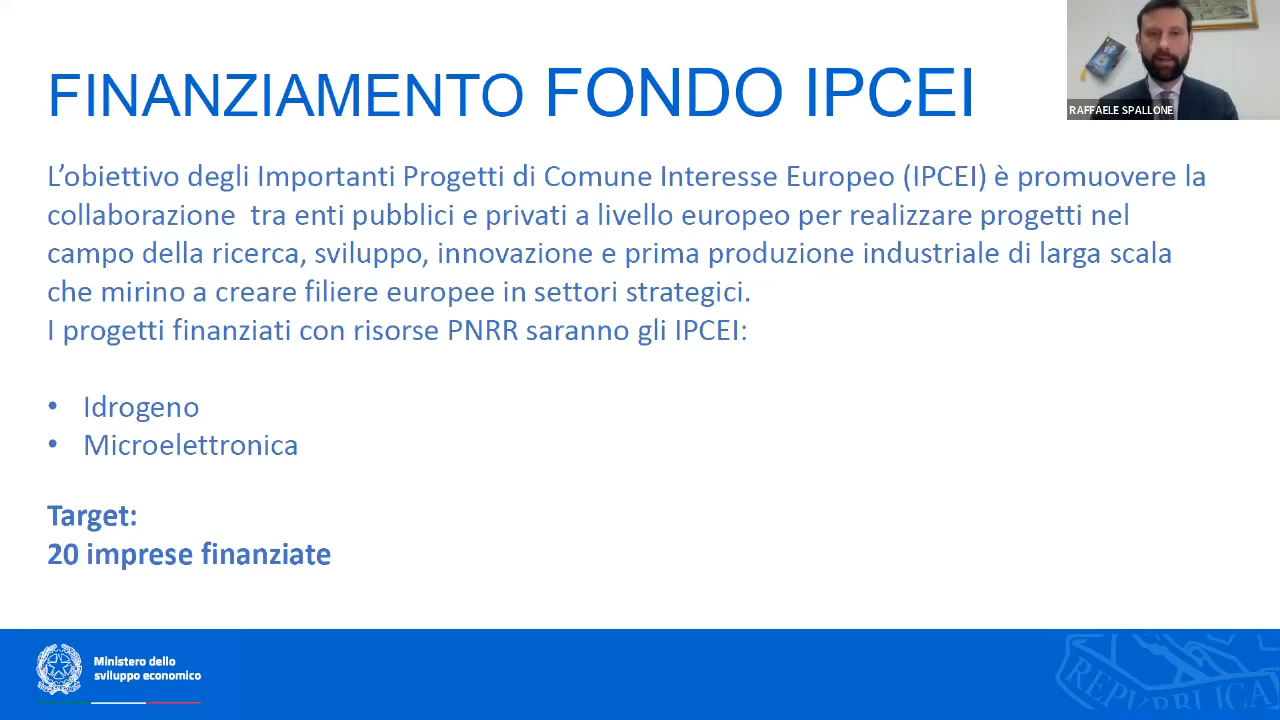 FINANZIAMENTO FONDO IPCEI
RAFFAELE SPALLONE
L’obiettivo degli Importanti Progetti di Comune Interesse Europeo (IPCEI) è promuovere la
collaborazione  tra enti pubblici e privati a livello europeo per realizzare progetti nel
campo della ricerca, sviluppo, innovazione e prima produzione industriale di larga scala
che mirino a creare filiere europee in settori strategici.
I progetti finanziati con risorse PNRR saranno gli IPCEI:
• Idrogeno
• Microelettronica
Target:
20 imprese finanziate
Ministero dello
sviluppo economico
REPVBBLICA